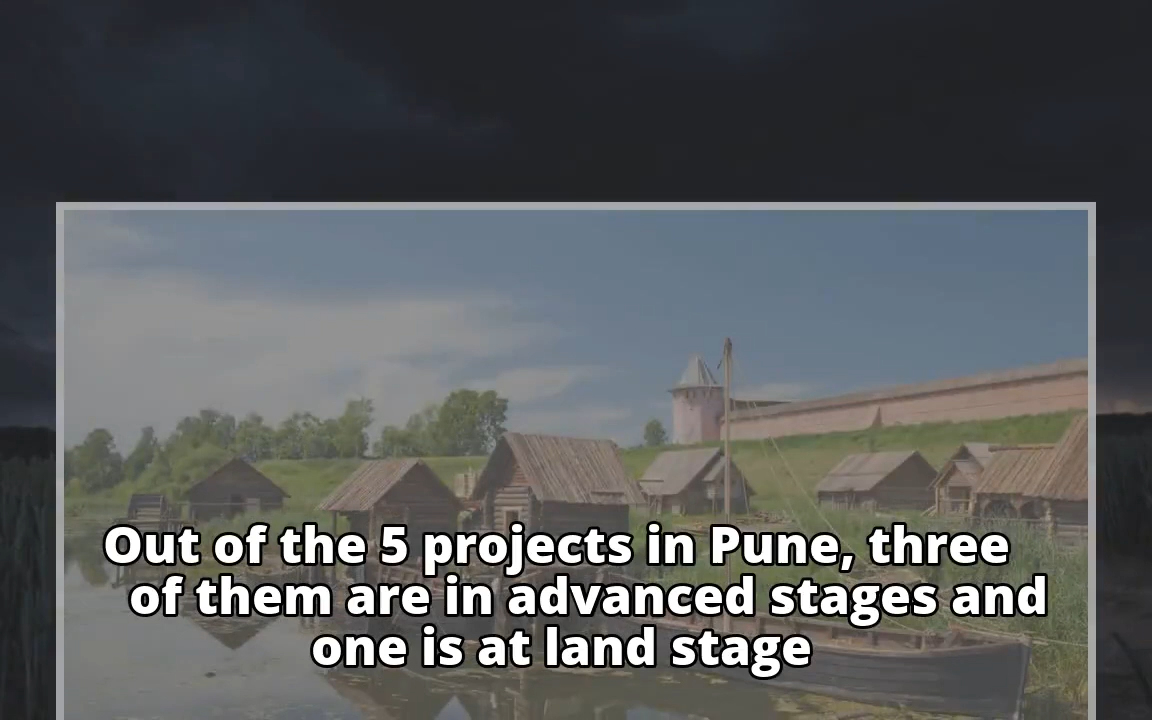 Out of the 5 projects in Pune, three
of them are in advanced stages and
one is at land stage